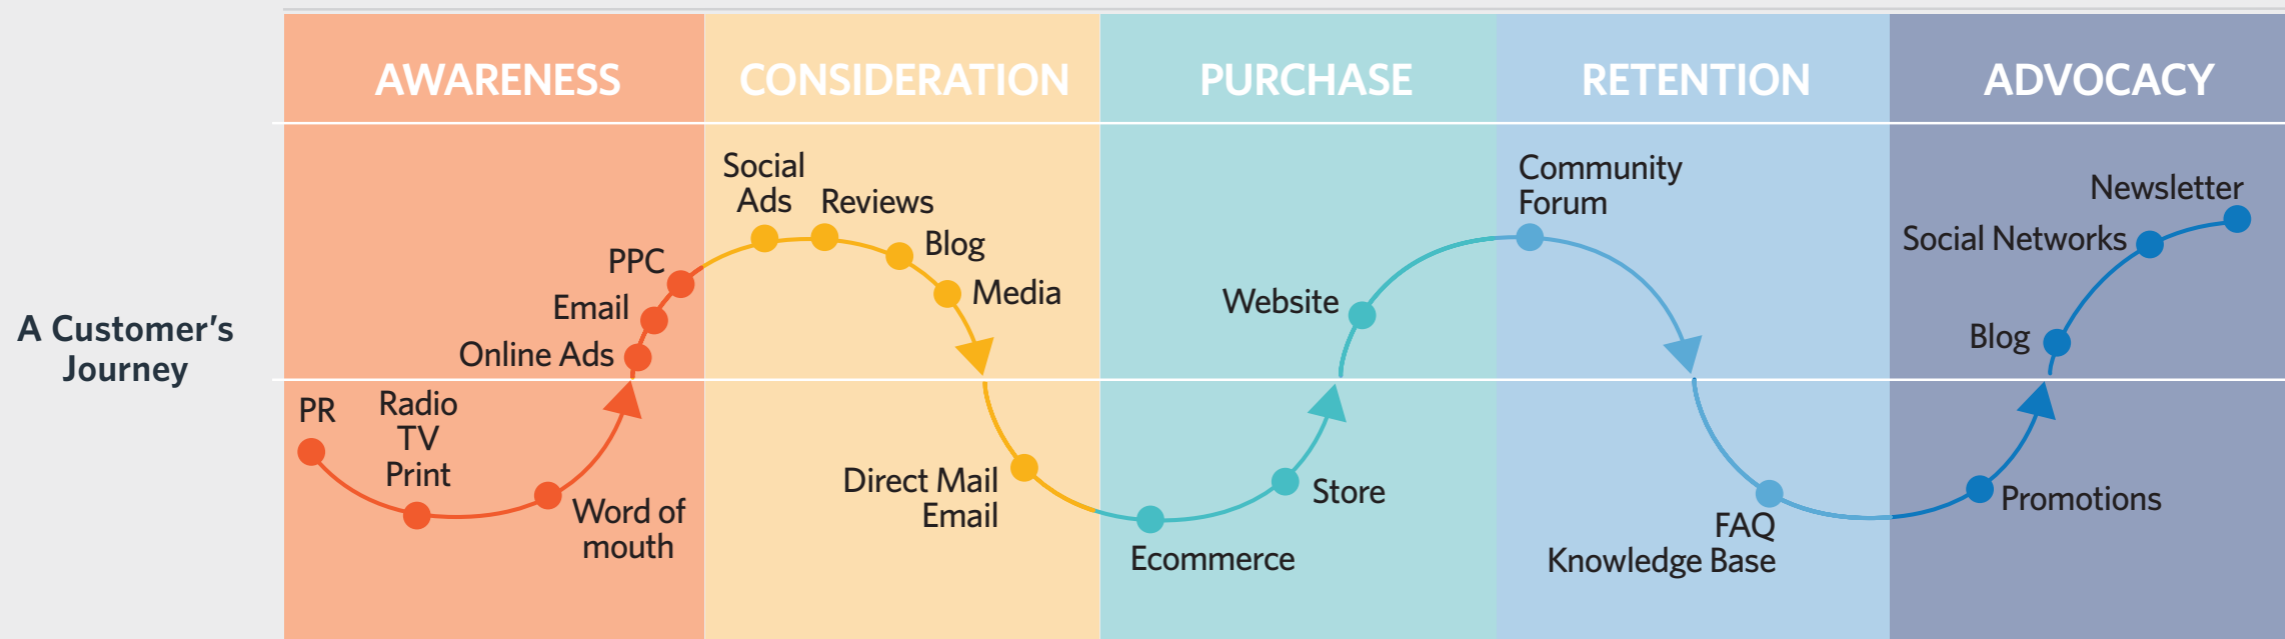 AWARENESS
CONSIDERATION
PURCHASE
RETENTION
ADVOCACY
A Customer's
Journey
PR
Radio
TV
Print
Word of
mouth
Online Ads
Email
PPC
Social
Ads
Reviews
Blog
Media
Direct Mail
Email
Ecommerce
Store
Website
Community
Forum
FAQ
Knowledge Base
Promotions
Blog
Social Networks
Newsletter